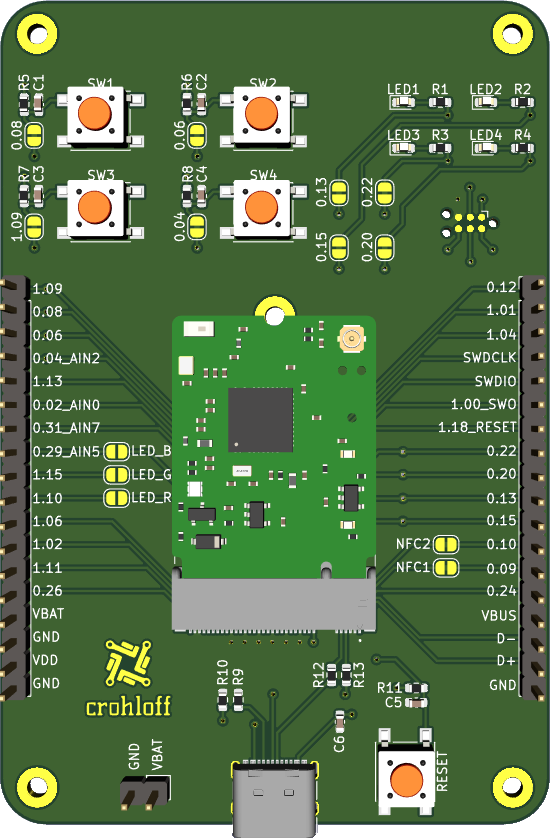 R5 C1 SW1
R6 C2 SW2
LED1 R1 LED2 R2
0.08
0.06
LED3 R3 LED4 R4
R7 C3 SW3
R8 C4 SW4
1.09
0.04
0.13 0.22
0.15 0.20
1.09
0.08
0.06
0.04_AIN2
1.13
0.02_AIN0
0.31_AIN7
0.29_AIN5 LED_B
1.15 LED_G
1.10 LED_R
1.06
1.02
1.11
0.26
VBAT
GND
VDD
GND
0.12
1.01
1.04
SWDCLK
SWDIO
1.00_SWO
1.18_RESET
0.22
0.20
0.13
0.15
NFC2 0.10
NFC1 0.09
0.24
VBUS
D-
D+
GND
crohloff
R10 R9
R12 R13
R11
C5
C6
GND VBAT
RESET